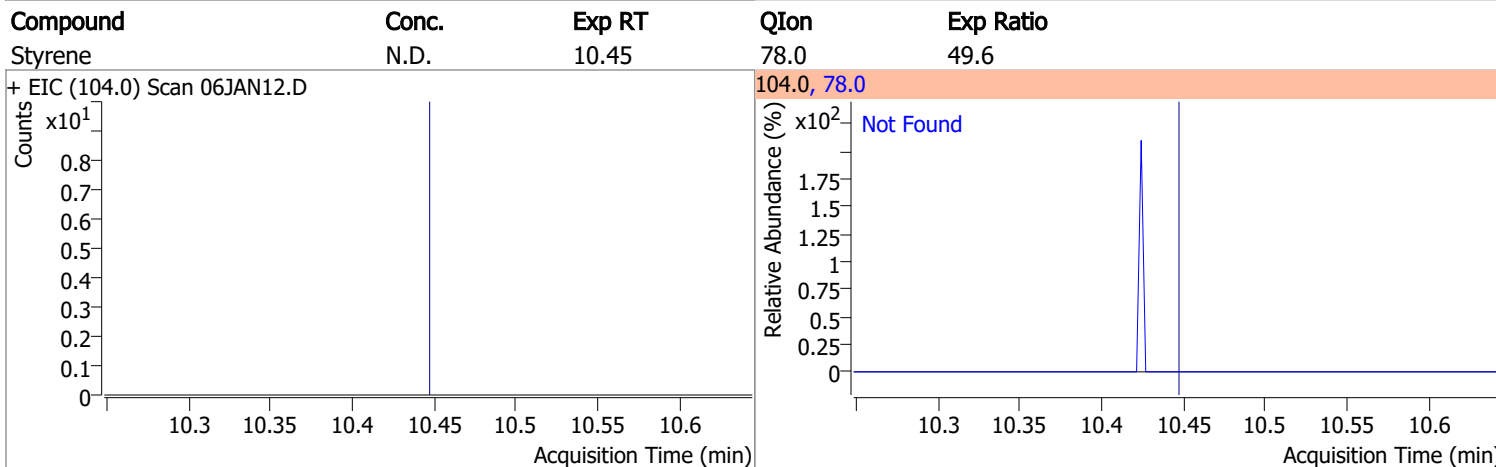 Compound Conc. Exp RT QIon Exp Ratio
Styrene N.D. 10.45 78.0 49.6
+ EIC (104.0) Scan 06JAN12.D
Counts
x10¹
0.8
0.7
0.6
0.5
0.4
0.3
0.2
0.1
0
10.3 10.35 10.4 10.45 10.5 10.55 10.6
Acquisition Time (min)
104.0, 78.0
Relative Abundance (%)
x10²
Not Found
1.75
1.5
1.25
1
0.75
0.5
0.25
0
10.3 10.35 10.4 10.45 10.5 10.55 10.6
Acquisition Time (min)